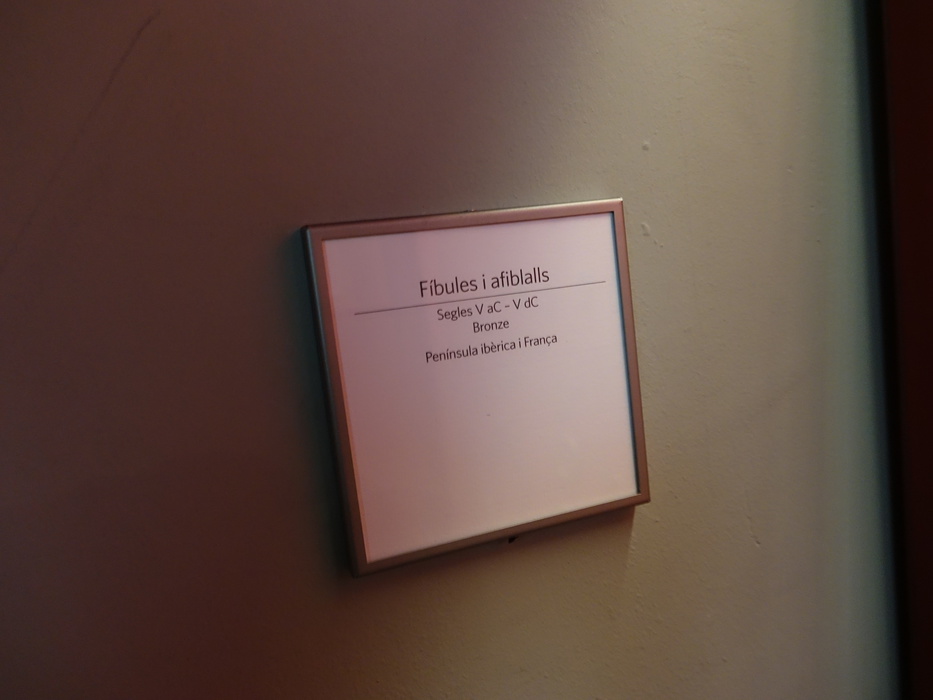 Fíbules i afiblalls
Segles V aC – V dC
Bronze
Península ibèrica i França